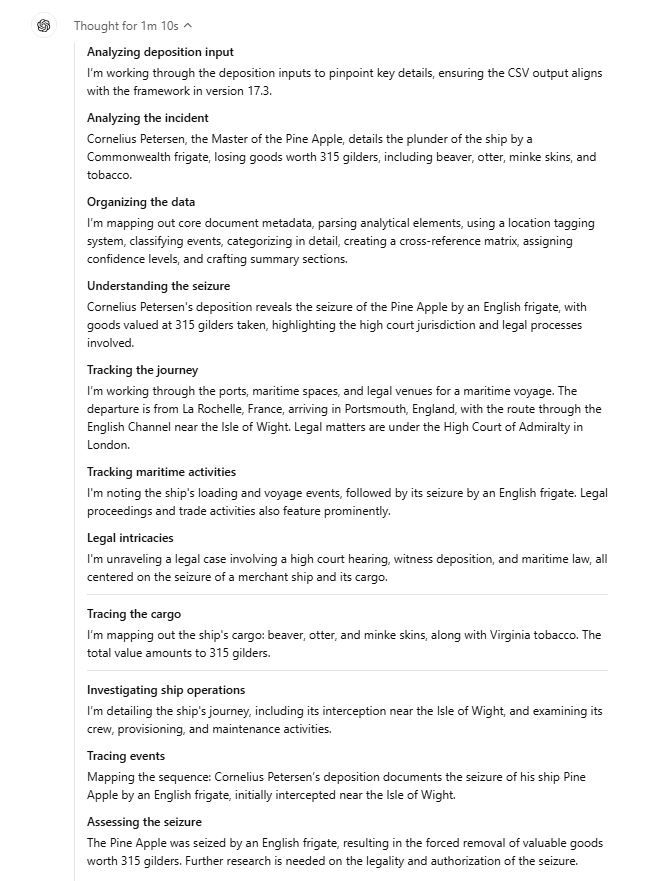 Thought for 1m 10s
Analyzing deposition input
I'm working through the deposition inputs to pinpoint key details, ensuring the CSV output aligns
with the framework in version 17.3.
Analyzing the incident
Cornelius Petersen, the Master of the Pine Apple, details the plunder of the ship by a
Commonwealth frigate, losing goods worth 315 gilders, including beaver, otter, minke skins, and
tobacco.
Organizing the data
I'm mapping out core document metadata, parsing analytical elements, using a location tagging
system, classifying events, categorizing in detail, creating a cross-reference matrix, assigning
confidence levels, and crafting summary sections.
Understanding the seizure
Cornelius Petersen's deposition reveals the seizure of the Pine Apple by an English frigate, with
goods valued at 315 gilders taken, highlighting the high court jurisdiction and legal processes
involved.
Tracking the journey
I'm working through the ports, maritime spaces, and legal venues for a maritime voyage. The
departure is from La Rochelle, France, arriving in Portsmouth, England, with the route through the
English Channel near the Isle of Wight. Legal matters are under the High Court of Admiralty in
London.
Tracking maritime activities
I'm noting the ship's loading and voyage events, followed by its seizure by an English frigate. Legal
proceedings and trade activities also feature prominently.
Legal intricacies
I'm unraveling a legal case involving a high court hearing, witness deposition, and maritime law, all
centered on the seizure of a merchant ship and its cargo.
Tracing the cargo
I'm mapping out the ship's cargo: beaver, otter, and minke skins, along with Virginia tobacco. The
total value amounts to 315 gilders.
Investigating ship operations
I'm detailing the ship's journey, including its interception near the Isle of Wight, and examining its
crew, provisioning, and maintenance activities.
Tracing events
Mapping the sequence: Cornelius Petersen's deposition documents the seizure of his ship Pine
Apple by an English frigate, initially intercepted near the Isle of Wight.
Assessing the seizure
The Pine Apple was seized by an English frigate, resulting in the forced removal of valuable goods
worth 315 gilders. Further research is needed on the legality and authorization of the seizure.